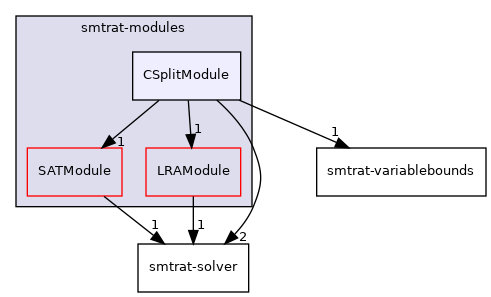 smtrat-modules
CSplitModule
1
1
1
SATModule
LRAModule
smtrat-variablebounds
1
1
2
smtrat-solver